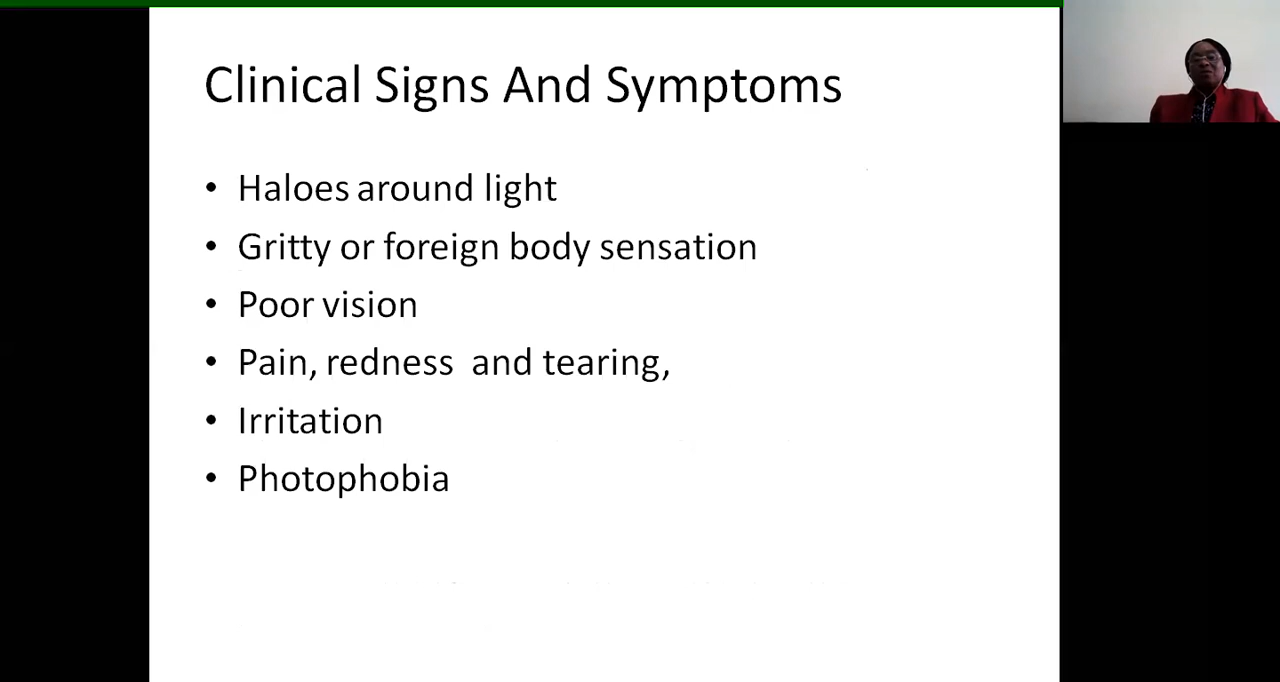 Clinical Signs And Symptoms
• Haloes around light
• Gritty or foreign body sensation
• Poor vision
• Pain, redness  and tearing,
• Irritation
• Photophobia